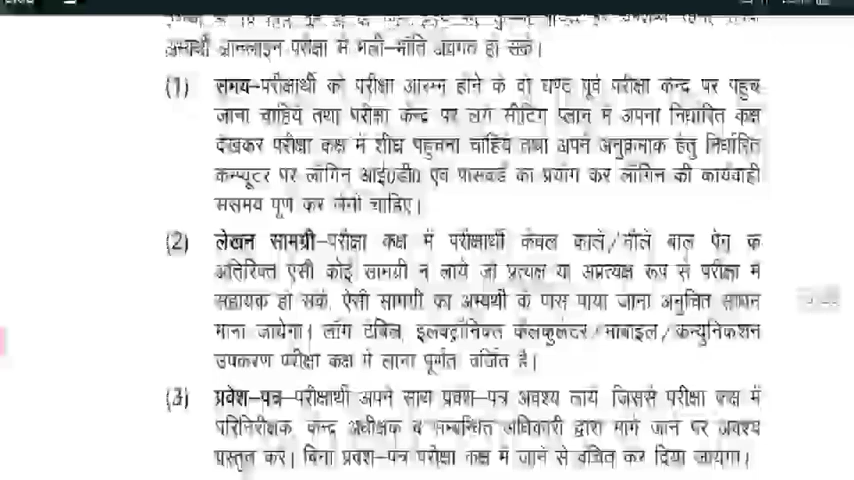 अभ्यर्थी ऑनलाइन परीक्षा में भली-भाँति अवगत हो सकें।
(1) समय-परीक्षार्थी को परीक्षा आरम्भ होने के दो घण्टे पूर्व परीक्षा केन्द्र पर पहुंच
जाना चाहिये तथा परीक्षा केन्द्र पर लगे सीटिंग प्लान में अपना निर्धारित कक्ष
देखकर परीक्षा कक्ष में शीघ्र पहुंचना चाहिये तथा अपने अनुक्रमांक हेतु निर्धारित
कम्प्यूटर पर लॉगिन आई0डी0 एवं पासवर्ड का प्रयोग कर लॉगिन की कार्यवाही
ससमय पूर्ण कर लेनी चाहिए।
(2) लेखन सामग्री-परीक्षा कक्ष में परीक्षार्थी केवल काले/नीले बाल पेन के
अतिरिक्त ऐसी कोई सामग्री न लाये जो प्रत्यक्ष या अप्रत्यक्ष रूप से परीक्षा में
सहायक हो सके, ऐसी सामग्री का अभ्यर्थी के पास पाया जाना अनुचित साधन
माना जायेगा। लॉग टेबिल, इलेक्ट्रॉनिक्स कैलकुलेटर/मोबाइल/कम्युनिकेशन
उपकरण परीक्षा कक्ष में लाना पूर्णतः वर्जित है।
(3) प्रवेश-पत्र-परीक्षार्थी अपने साथ प्रवेश-पत्र अवश्य लायें जिससे परीक्षा कक्ष में
परिनिरीक्षक, केन्द्र अधीक्षक व सम्बन्धित अधिकारी द्वारा मांगे जाने पर अवश्य
प्रस्तुत करें। बिना प्रवेश-पत्र परीक्षा कक्ष में जाने से वंचित कर दिया जायेगा।